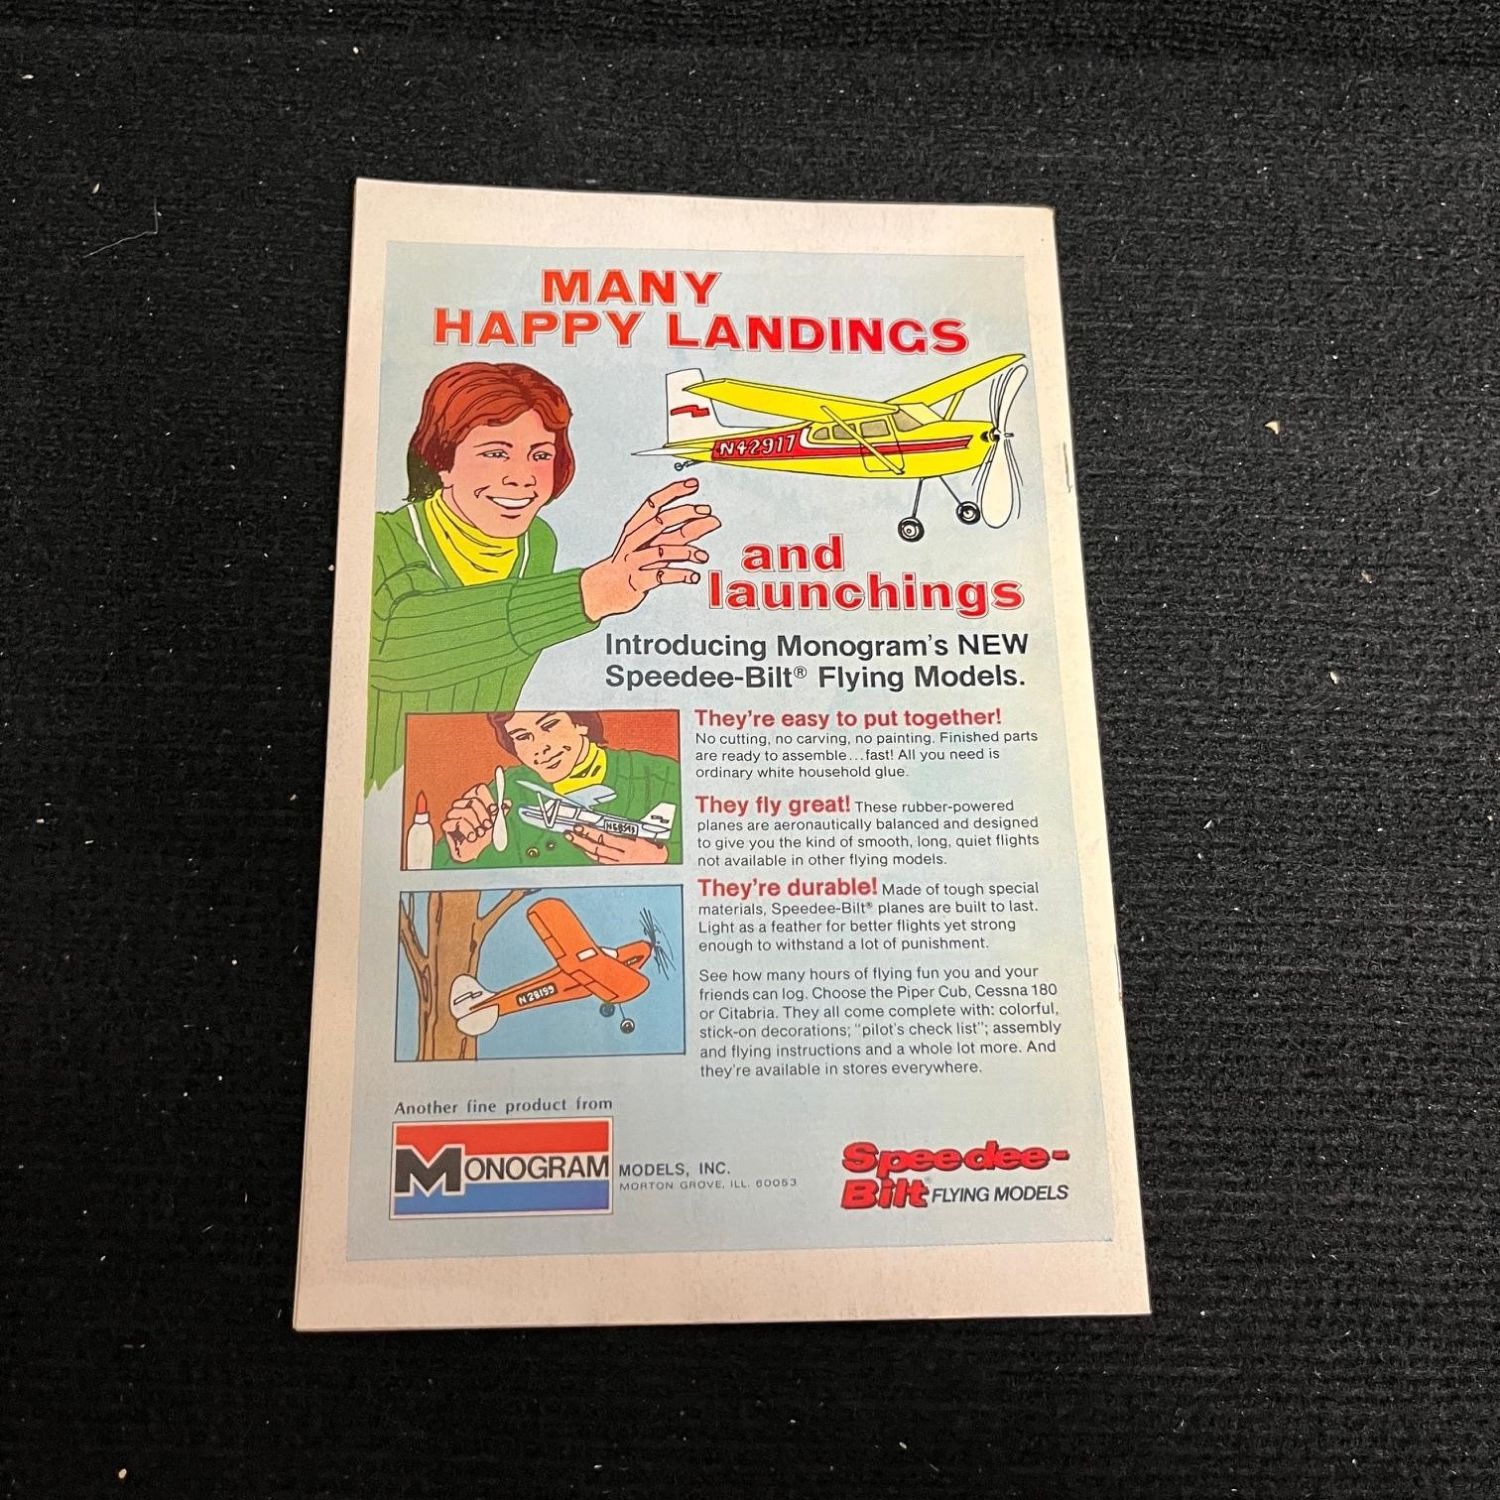 MANY
HAPPY LANDINGS
N42917
and
launchings
Introducing Monogram's NEW
Speedee-Bilt® Flying Models.
They're easy to put together!
No cutting, no carving, no painting. Finished parts
are ready to assemble...fast! All you need is
ordinary white household glue.
They fly great! These rubber-powered
planes are aeronautically balanced and designed
to give you the kind of smooth, long, quiet flights
not available in other flying models.
They're durable! Made of tough special
materials, Speedee-Bilt® planes are built to last.
Light as a feather for better flights yet strong
enough to withstand a lot of punishment.
N28199
See how many hours of flying fun you and your
friends can log. Choose the Piper Cub, Cessna 180
or Citabria. They all come complete with: colorful,
stick-on decorations; "pilot's check list"; assembly
and flying instructions and a whole lot more. And
they're available in stores everywhere.
Another fine product from
MONOGRAM MODELS, INC.
MORTON GROVE, ILL. 60053
Speedee-
Bilt® FLYING MODELS